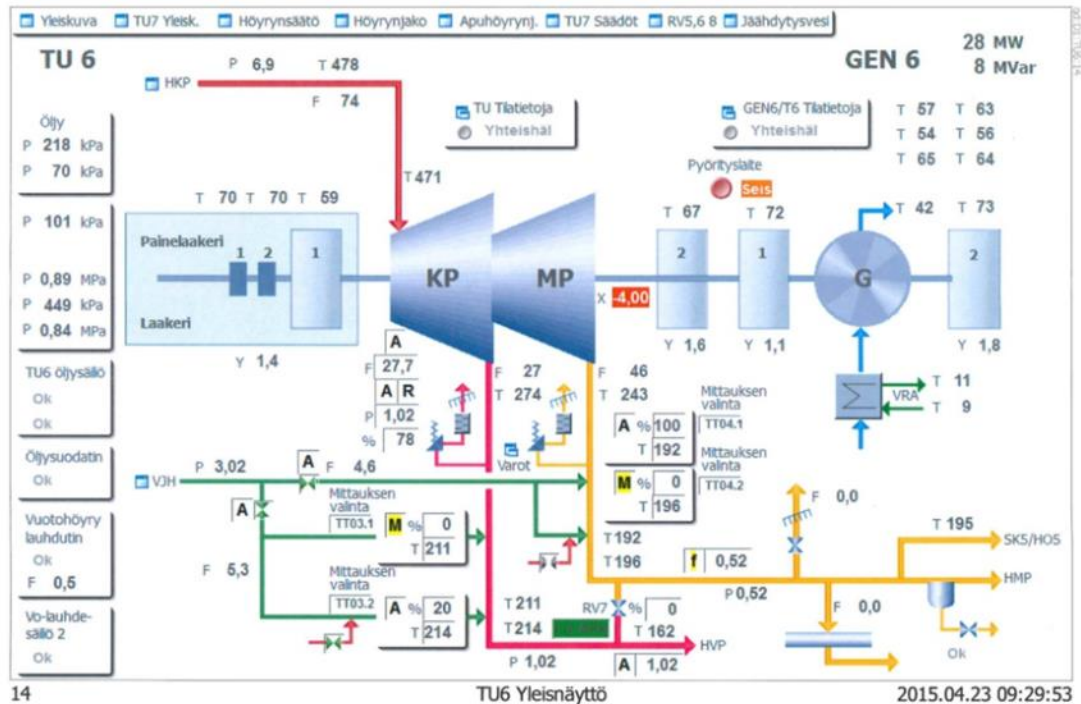 Yleiskuva TU7 Yleisk. Höyrynsäätö Höyrynjako Apuhöyrynj. TU7 Säädöt RV5,6 8 Jäähdytysvesi
TU 6
GEN 6
28 MW
8 MVar
HKP
P 6,9 T 478
F 74
T 471
TU Tilatietoja
Yhteishäl
GEN6/T6 Tilatietoja
Yhteishäl
T 57 T 63
T 54 T 56
T 65 T 64
Öljy
P 218 kPa
P 70 kPa
P 101 kPa
P 0,89 MPa
P 449 kPa
P 0,84 MPa
TU6 öljysäiliö
Ok
Ok
Öljysuodatin
Ok
Vuotohöyry
lauhdutin
Ok
F 0,5
Vo-lauhde-
säiliö 2
Ok
T 70 T 70 T 59
Painelaakeri
1 2 1
Laakeri
Y 1,4
KP
MP
Pyörityslaite
Seis
X -4,00
T 67
2
Y 1,6
T 72
1
Y 1,1
G
T 42 T 73
2
Y 1,8
T 11
VRA
T 9
A
F 27,7
A R
P 1,02
% 78
F 27
T 274
F 46
T 243
Varot
Mittauksen
valinta
A % 100 TT04.1
T 192
Mittauksen
valinta
M % 0 TT04.2
T 196
VJH
P 3,02 A F 4,6
A
F 5,3
Mittauksen
valinta
TT03.1 M % 0
T 211
Mittauksen
valinta
TT03.2 A % 20
T 214
T 192
T 196
f 0,52
P 0,52
F 0,0
T 195
SK5/HO5
HMP
F 0,0
Ok
T 211
T 214
RV7 % 0
T 162
P 1,02
A 1,02
HVP
14
TU6 Yleisnäyttö
2015.04.23 09:29:53